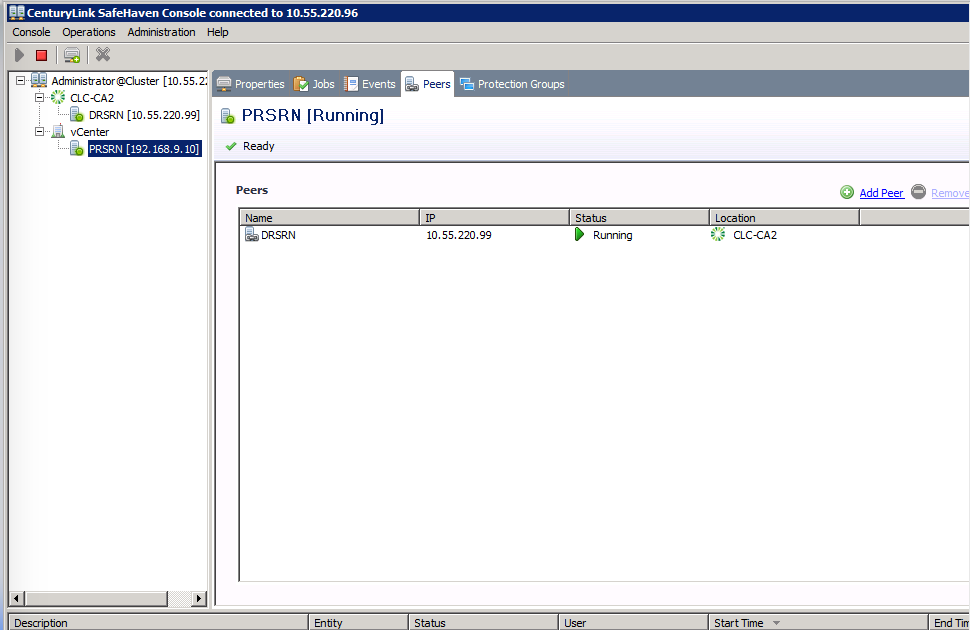 CenturyLink SafeHaven Console connected to 10.55.220.96
Console Operations Administration Help
Administrator@Cluster [10.55.22
CLC-CA2
DRSRN [10.55.220.99]
vCenter
PRSRN [192.168.9.10]
Properties Jobs Events Peers Protection Groups
PRSRN [Running]
Ready
Peers
Add Peer Remove
Name IP Status Location
DRSRN 10.55.220.99 Running CLC-CA2
Description Entity Status User Start Time End Tim